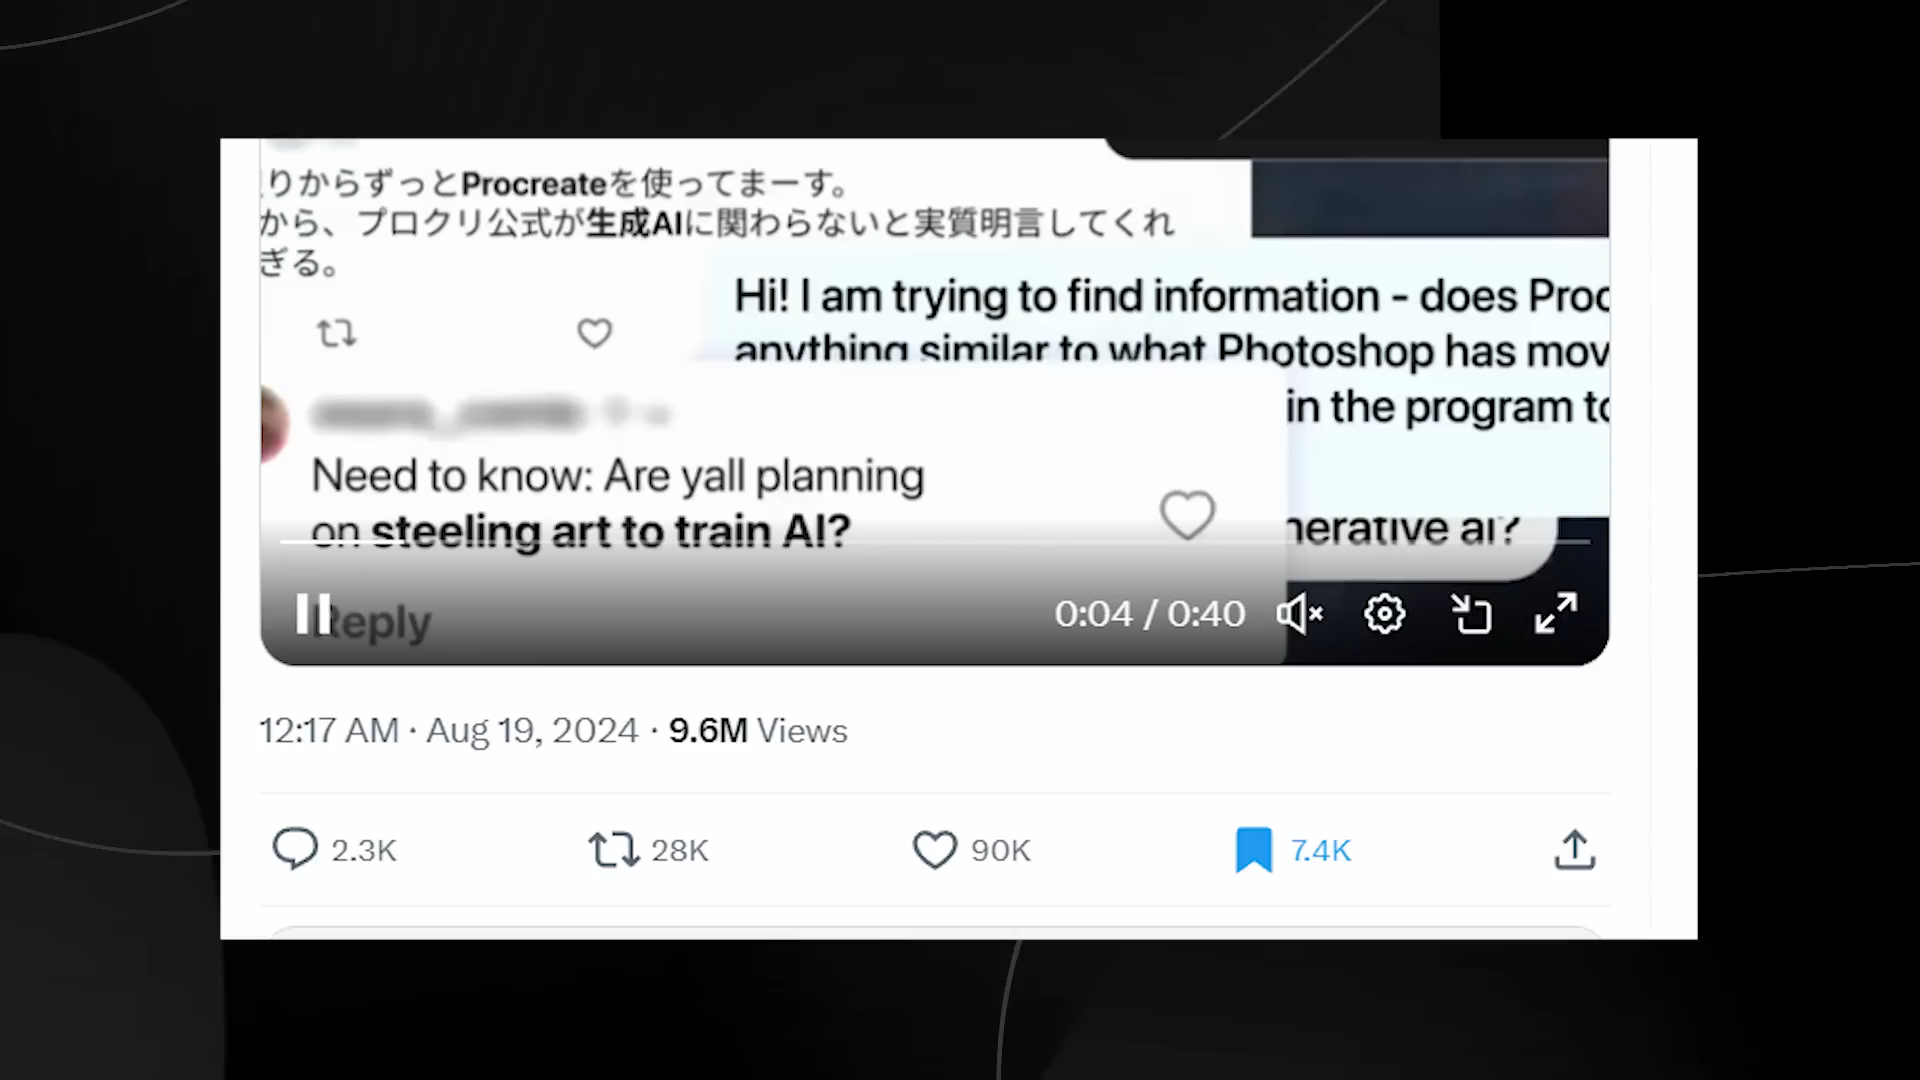 りからずっとProcreateを使ってまーす。
から、プロクリ公式が生成AIに関わらないと実質明言してくれ
ぎる。
Hi! I am trying to find information - does Proc
anything similar to what Photoshop has mov
in the program to
Need to know: Are yall planning
on steeling art to train AI?
nerative ai?
Reply
0:04 / 0:40
12:17 AM · Aug 19, 2024 · 9.6M Views
2.3K
28K
90K
7.4K